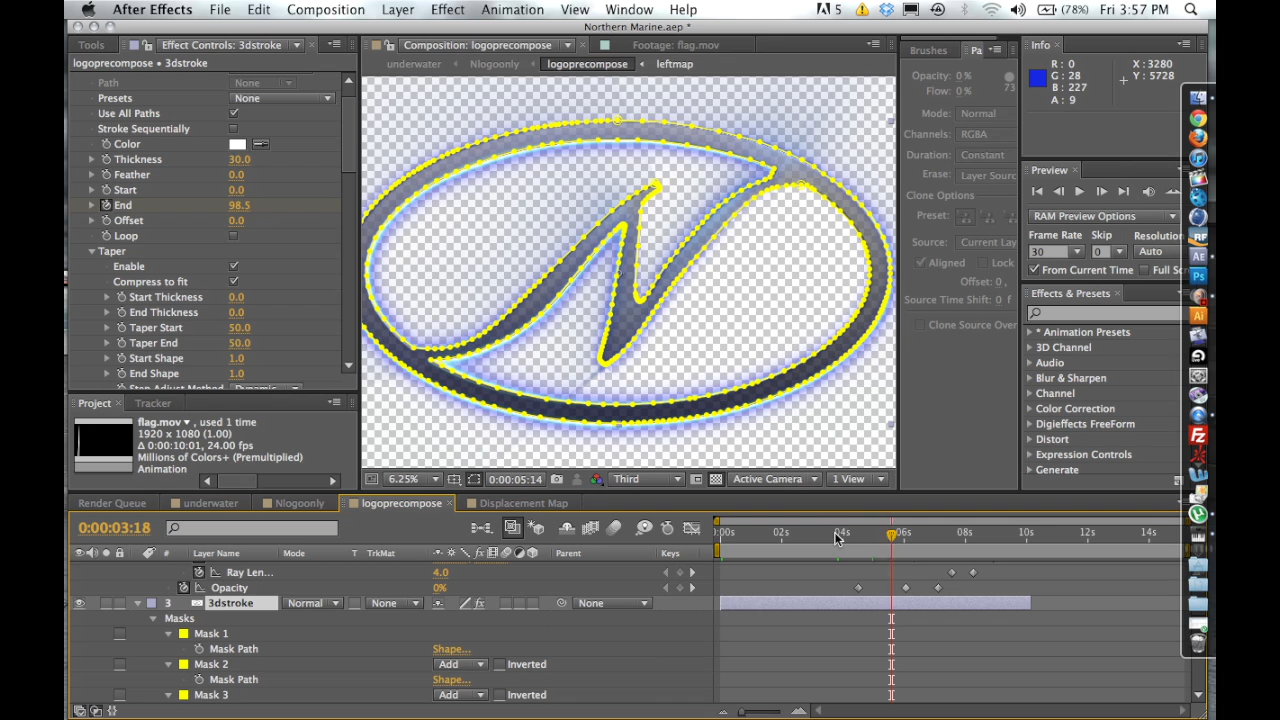 After Effects File Edit Composition Layer Effect Animation View Window Help 5 (78%) Fri 3:57 PM
Northern Marine.aep *
Tools Effect Controls: 3dstroke Composition: logoprecompose Footage: flag.mov Brushes Pa Info
logoprecompose • 3dstroke
underwater Nlogoonly logoprecompose leftmap
Path None
Presets None
Use All Paths
Stroke Sequentially
Color
Thickness 30.0
Feather 0.0
Start 0.0
End 98.5
Offset 0.0
Loop
Taper
Enable
Compress to fit
Start Thickness 0.0
End Thickness 0.0
Taper Start 50.0
Taper End 50.0
Start Shape 1.0
End Shape 1.0
Step Adjust Method Dynamic
Opacity: 0 %
Flow: 0 % 73
Mode: Normal
Channels: RGBA
Duration: Constant
Erase: Layer Sourc
Clone Options
Preset:
Source: Current Lay
Aligned Lock
Offset: 0,
Source Time Shift: 0 f
Clone Source Over
R: 0 X: 3280
G: 28 Y: 5728
B: 227
A: 9
Preview
RAM Preview Options
Frame Rate Skip Resolution
30 0 Auto
From Current Time Full Scr
Effects & Presets
* Animation Presets
3D Channel
Audio
Blur & Sharpen
Channel
Color Correction
Digieffects FreeForm
Distort
Expression Controls
Generate
Project Tracker
flag.mov , used 1 time
1920 x 1080 (1.00)
Δ 0:00:10:01, 24.00 fps
Millions of Colors+ (Premultiplied)
Animation
6.25% 0:00:05:14 Third Active Camera 1 View
Render Queue underwater Nlogoonly logoprecompose Displacement Map
0:00:03:18 0:00s 02s 04s 06s 08s 10s 12s 14s
# Layer Name Mode T TrkMat Parent Keys
Ray Len... 4.0
Opacity 0%
3 3dstroke Normal None None
Masks
Mask 1
Mask Path Shape...
Mask 2 Add Inverted
Mask Path Shape...
Mask 3 Add Inverted